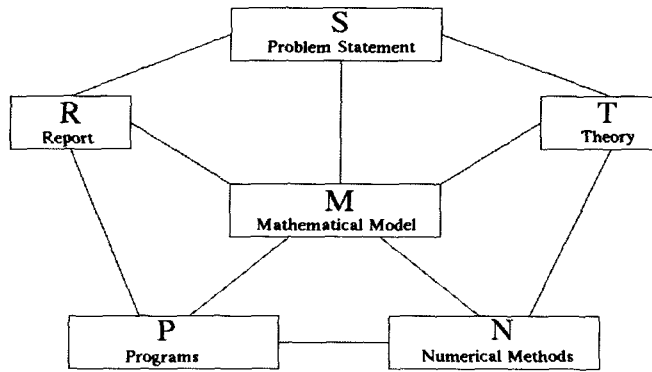 S
Problem Statement
R
Report
T
Theory
M
Mathematical Model
P
Programs
N
Numerical Methods